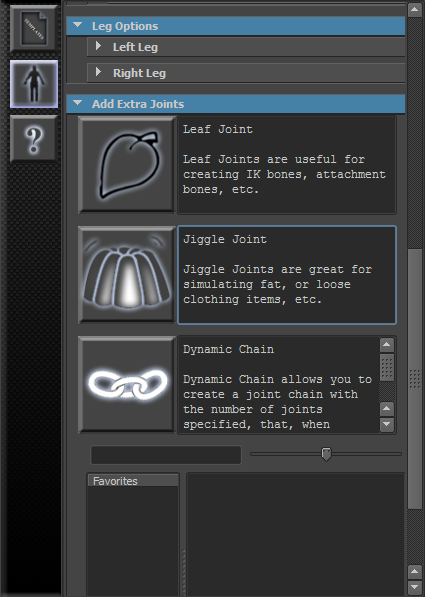 TEMPLATES
Leg Options
Left Leg
Right Leg
Add Extra Joints
Leaf Joint
Leaf Joints are useful for
creating IK bones, attachment
bones, etc.
Jiggle Joint
Jiggle Joints are great for
simulating fat, or loose
clothing items, etc.
Dynamic Chain
Dynamic Chain allows you to
create a joint chain with
the number of joints
specified, that, when
Favorites